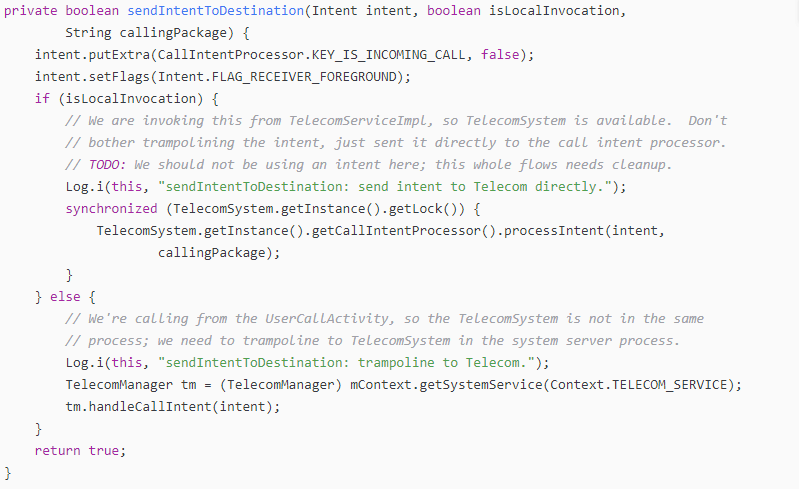 private boolean sendIntentToDestination(Intent intent, boolean isLocalInvocation,
        String callingPackage) {
    intent.putExtra(CallIntentProcessor.KEY_IS_INCOMING_CALL, false);
    intent.setFlags(Intent.FLAG_RECEIVER_FOREGROUND);
    if (isLocalInvocation) {
        // We are invoking this from TelecomServiceImpl, so TelecomSystem is available.  Don't
        // bother trampolining the intent, just sent it directly to the call intent processor.
        // TODO: We should not be using an intent here; this whole flows needs cleanup.
        Log.i(this, "sendIntentToDestination: send intent to Telecom directly.");
        synchronized (TelecomSystem.getInstance().getLock()) {
            TelecomSystem.getInstance().getCallIntentProcessor().processIntent(intent,
                    callingPackage);
        }
    } else {
        // We're calling from the UserCallActivity, so the TelecomSystem is not in the same
        // process; we need to trampoline to TelecomSystem in the system server process.
        Log.i(this, "sendIntentToDestination: trampoline to Telecom.");
        TelecomManager tm = (TelecomManager) mContext.getSystemService(Context.TELECOM_SERVICE);
        tm.handleCallIntent(intent);
    }
    return true;
}